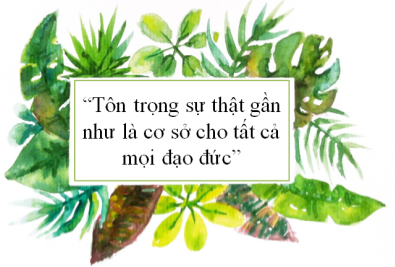 “Tôn trọng sự thật gần
như là cơ sở cho tất cả
mọi đạo đức”